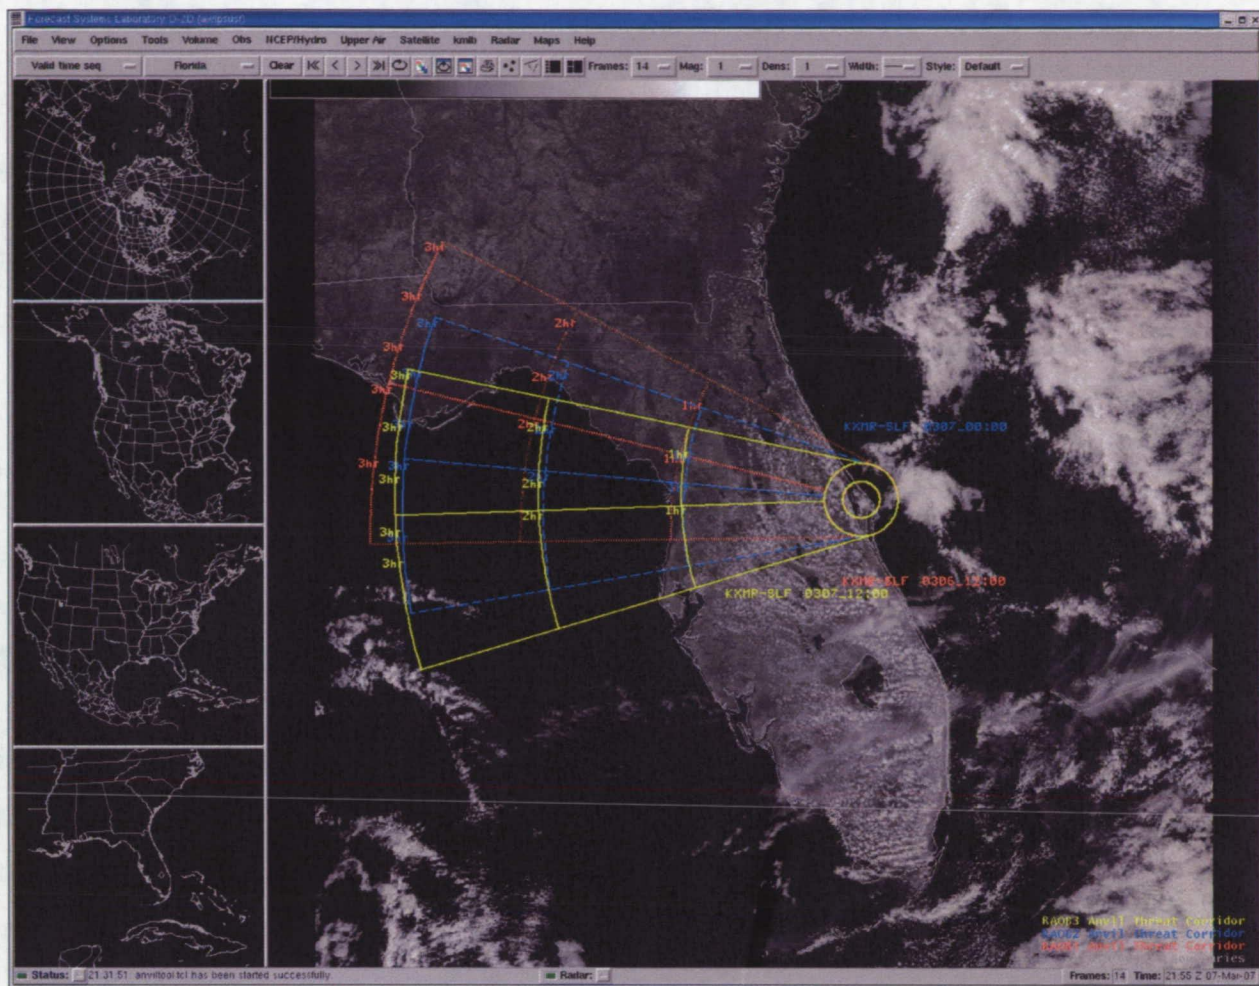 Forecast Systems Laboratory D-2D
File View Options Tools Volume Obs NCEP/Hydro Upper Air Satellite kmlb Radar Maps Help
Valid time seq Florida Clear Frames: 14 Mag: 1 Dens: 1 Width: Style: Default
3hr
3hr
2hr
3hr
2hr
3hr
3hr
1hr
3hr
2hr
2hr
KXMR-SLF 0307_00:00
3hr
1hr
3hr
1hr
3hr
2hr
1hr
2hr
3hr
3hr
KXMR-SLF 0306_12:00
KXMR-SLF 0307_12:00
RAOB3 Anvil Threat Corridor
RAOB2 Anvil Threat Corridor
Anvil Threat Corridor
Status: 21:31:51 anviltool.tcl has been started successfully. Radar: Frames: 14 Time: 21:55 Z 07-Mar-07